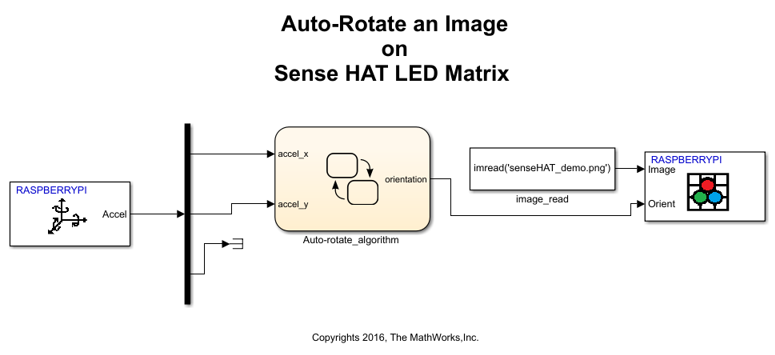 Auto-Rotate an Image
on
Sense HAT LED Matrix
RASPBERRYPI
Accel
accel_x
accel_y
orientation
Auto-rotate_algorithm
imread('senseHAT_demo.png')
image_read
RASPBERRYPI
Image
Orient
Copyrights 2016, The MathWorks,Inc.